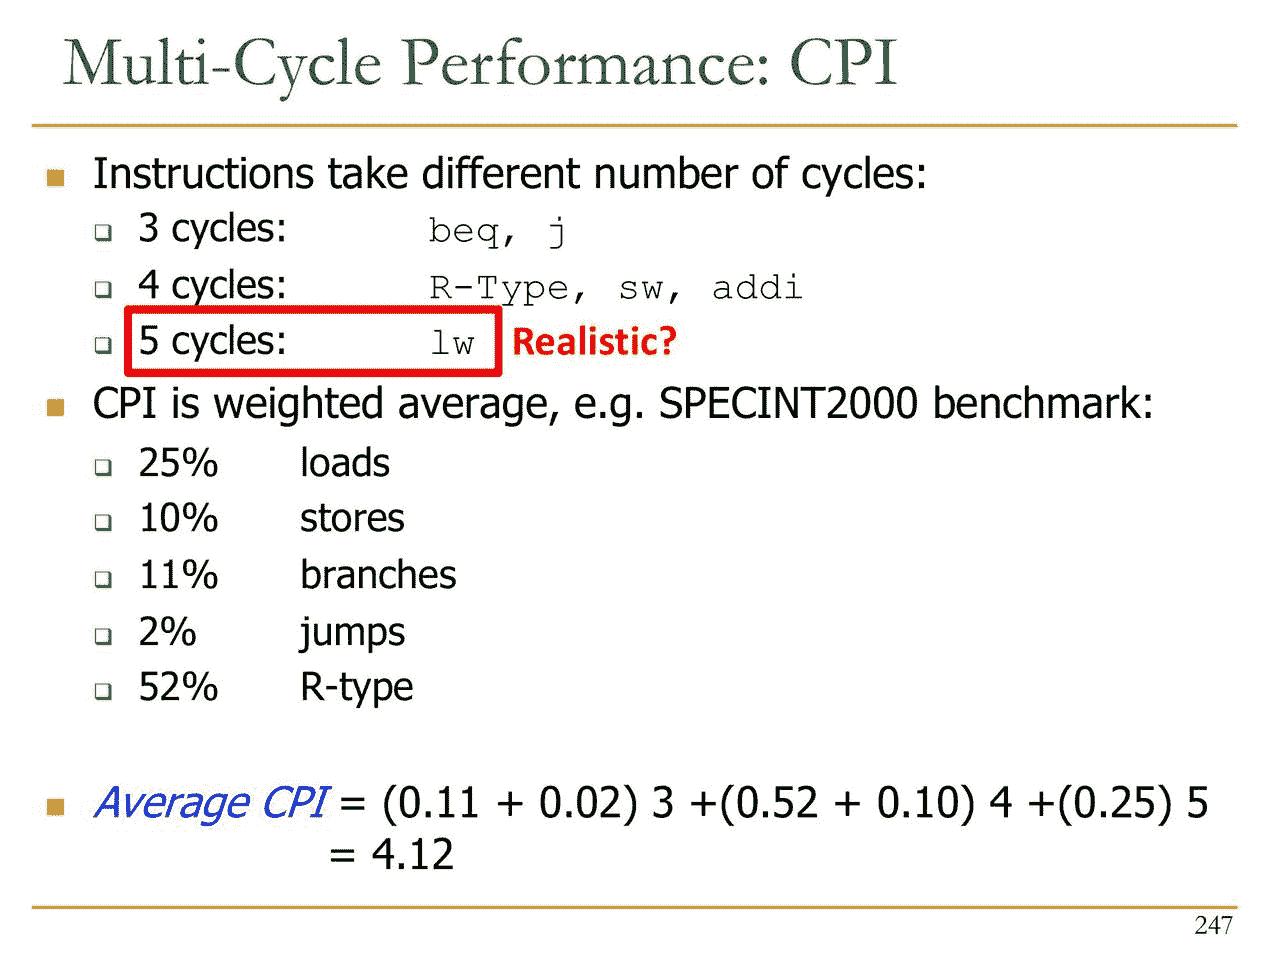 Multi-Cycle Performance: CPI
Instructions take different number of cycles:
3 cycles: beq, j
4 cycles: R-Type, sw, addi
5 cycles: lw Realistic?
CPI is weighted average, e.g. SPECINT2000 benchmark:
25% loads
10% stores
11% branches
2% jumps
52% R-type
Average CPI = (0.11 + 0.02) 3 +(0.52 + 0.10) 4 +(0.25) 5
= 4.12
247